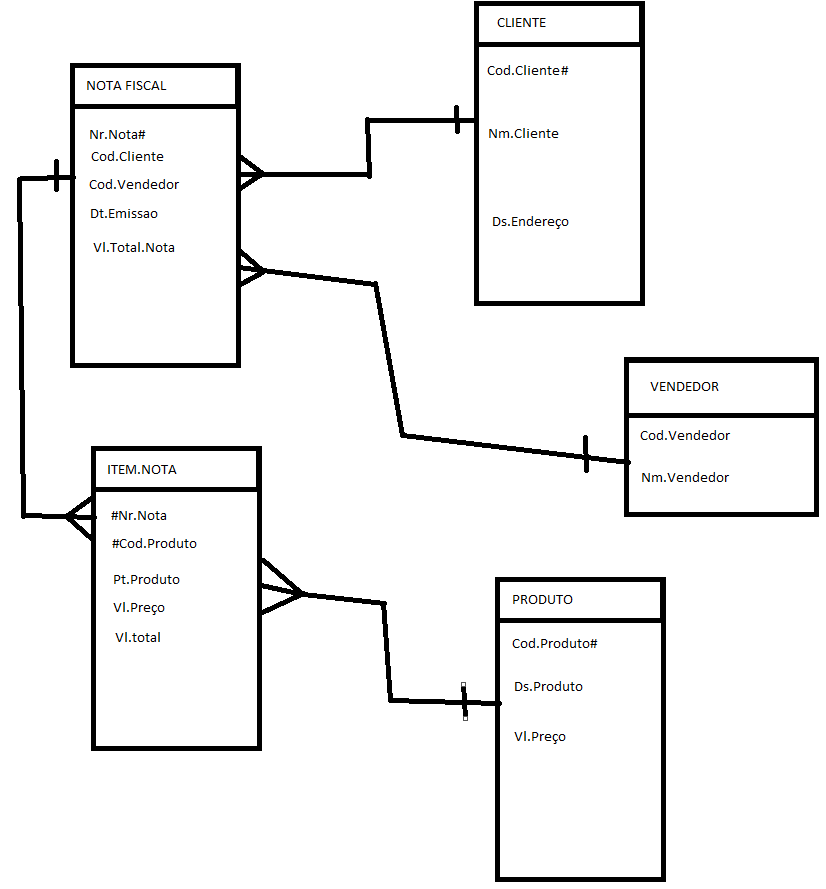 NOTA FISCAL
Nr.Nota#
Cod.Cliente
Cod.Vendedor
Dt.Emissao
Vl.Total.Nota
CLIENTE
Cod.Cliente#
Nm.Cliente
Ds.Endereço
VENDEDOR
Cod.Vendedor
Nm.Vendedor
ITEM.NOTA
#Nr.Nota
#Cod.Produto
Pt.Produto
Vl.Preço
Vl.total
PRODUTO
Cod.Produto#
Ds.Produto
Vl.Preço